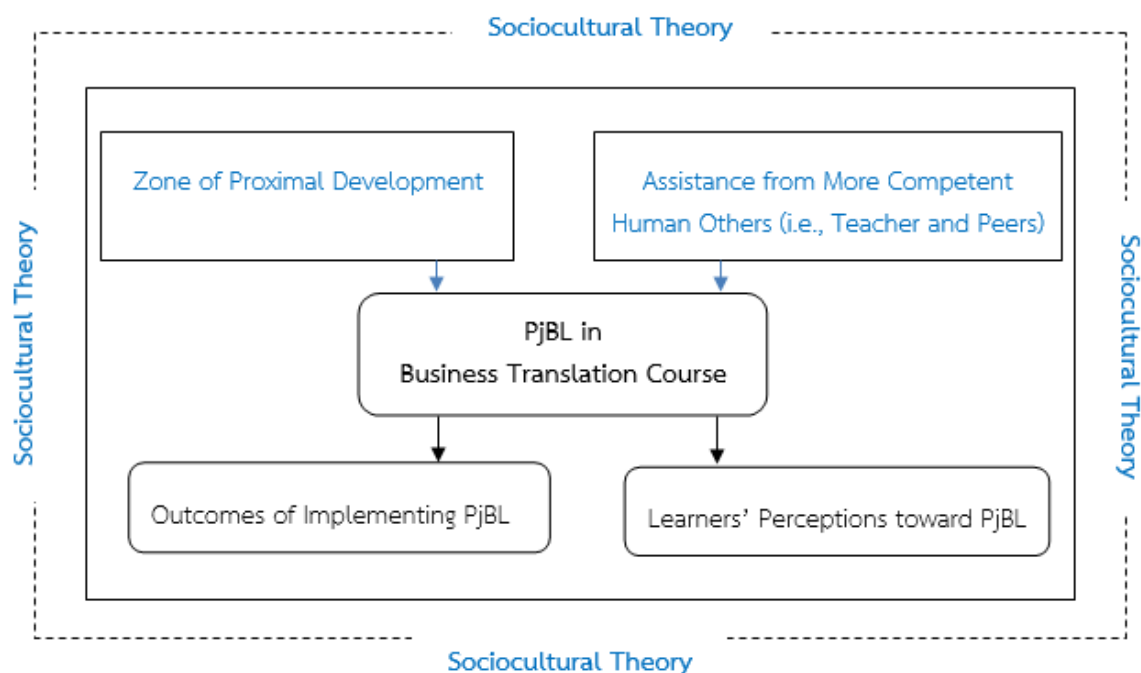 Sociocultural Theory
Zone of Proximal Development
Assistance from More Competent
Human Others (i.e., Teacher and Peers)
Sociocultural Theory
Sociocultural Theory
PjBL in
Business Translation Course
Outcomes of Implementing PjBL
Learners’ Perceptions toward PjBL
Sociocultural Theory